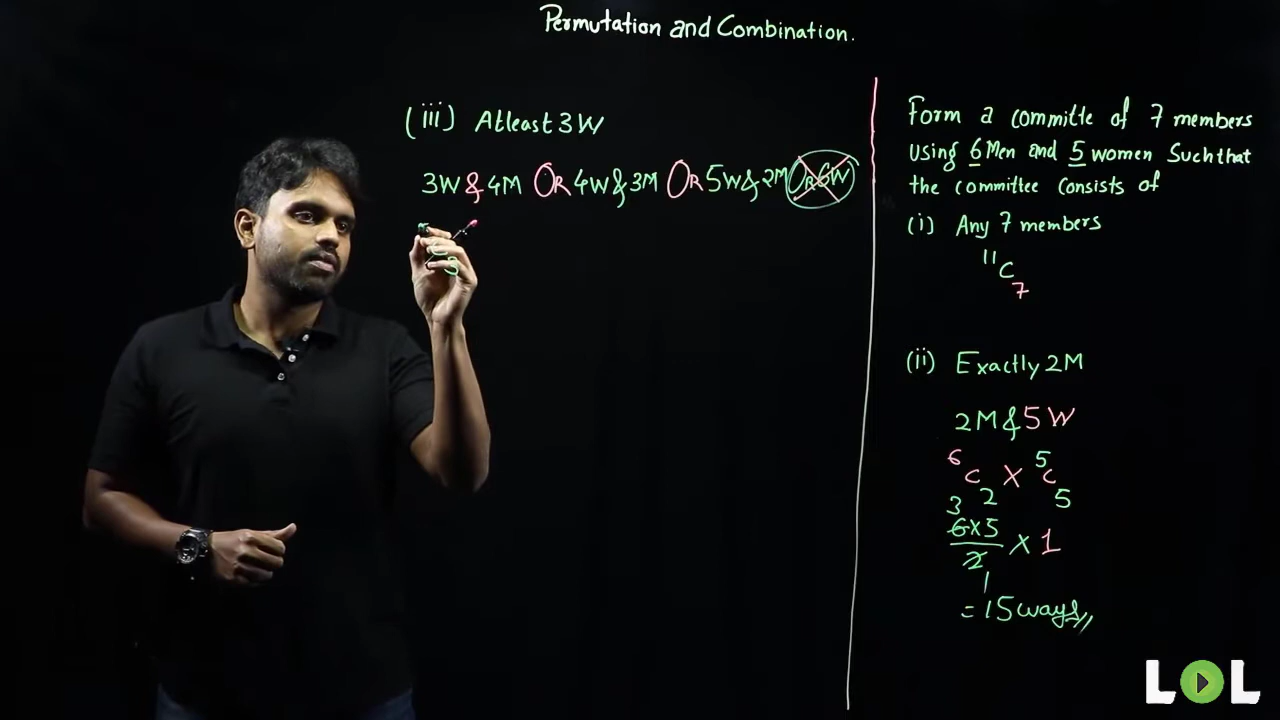 Permutation and Combination.
(iii) Atleast 3W
3W & 4M OR 4W & 3M OR 5W & 2M OR 6W
5C3
Form a committe of 7 members
using 6 Men and 5 women Such that
the committee consists of
(i) Any 7 members
11C7
(ii) Exactly 2M
2M & 5W
6C2 X 5C5
3
6x5
2
1
X 1
= 15 ways
LOL